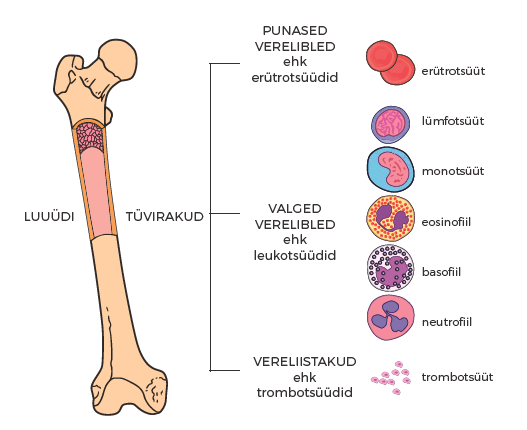 PUNASED
VERELIBLED
ehk
erütrotsüüdid
erütrotsüüt
lümfotsüüt
monotsüüt
LUUÜDI
TÜVIRAKUD
VALGED
VERELIBLED
ehk
leukotsüüdid
eosinofiil
basofiil
neutrofiil
VERELIISTAKUD
ehk
trombotsüüdid
trombotsüüt